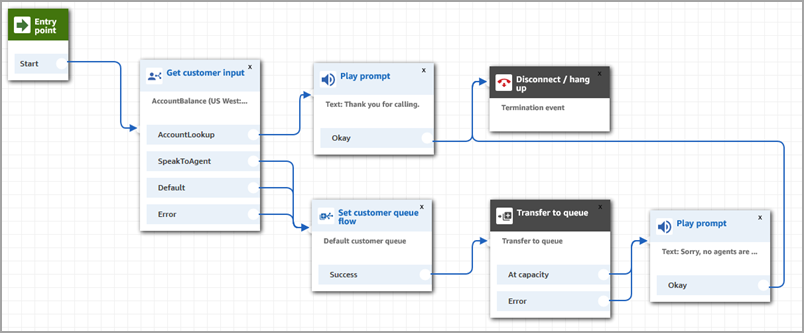 Entry
point
Start
Get customer input
x
AccountBalance (US West:...
AccountLookup
SpeakToAgent
Default
Error
Play prompt
x
Text: Thank you for calling.
Okay
Disconnect / hang
up
x
Termination event
Set customer queue
flow
x
Default customer queue
Success
Transfer to queue
x
Transfer to queue
At capacity
Error
Play prompt
x
Text: Sorry, no agents are ...
Okay